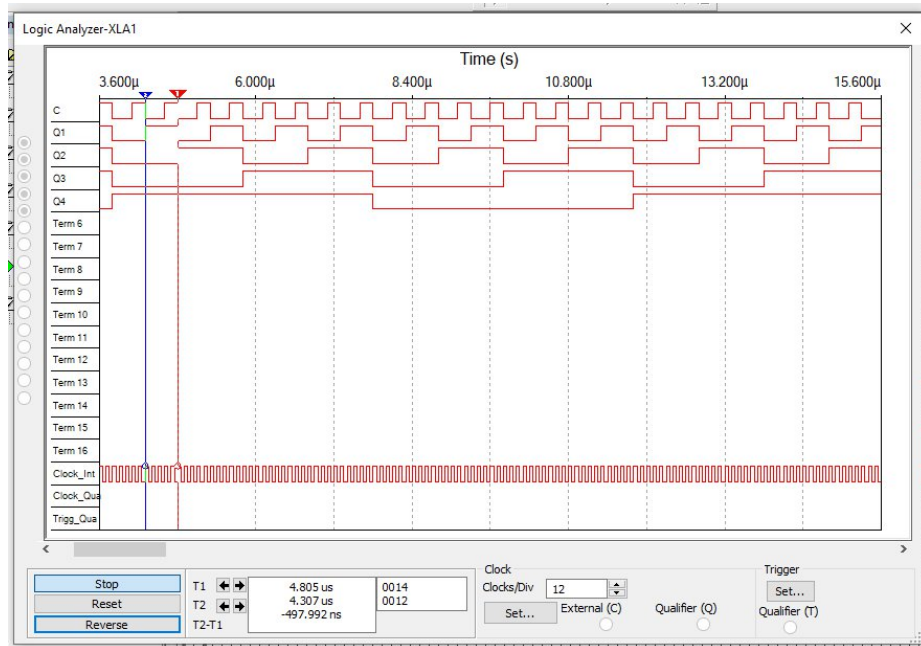 Logic Analyzer-XLA1
Time (s)
3.600μ 6.000μ 8.400μ 10.800μ 13.200μ 15.600μ
2 1
C
Q1
Q2
Q3
Q4
Term 6
Term 7
Term 8
Term 9
Term 10
Term 11
Term 12
Term 13
Term 14
Term 15
Term 16
Clock_Int
Clock_Qua
Trigg_Qua
Stop
Reset
Reverse
T1 4.805 us 0014
T2 4.307 us 0012
T2-T1 -497.992 ns
Clock
Clocks/Div 12
Set... External (C) Qualifier (Q)
Trigger
Set...
Qualifier (T)